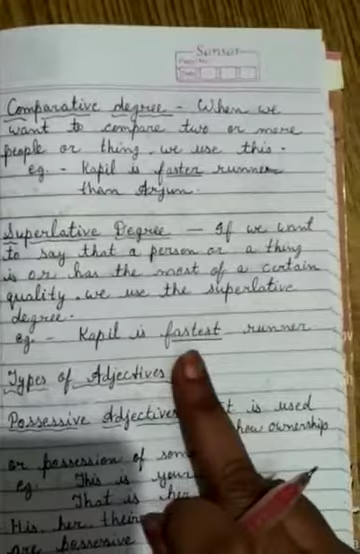 Sunsar
Page No.
Date
Comparative degree - When we
want to compare two or more
people or thing, we use this.
eg. - Kapil is faster runner
than Arjun.
Superlative Degree — If we want
to say that a person or a thing
is or has the most of a certain
quality, we use the superlative
degree.
eg. - Kapil is fastest runner
Types of Adjectives
Possessive Adjectives is used
show ownership
or possession of
eg. This is your
That is her
His, her their
are possessive